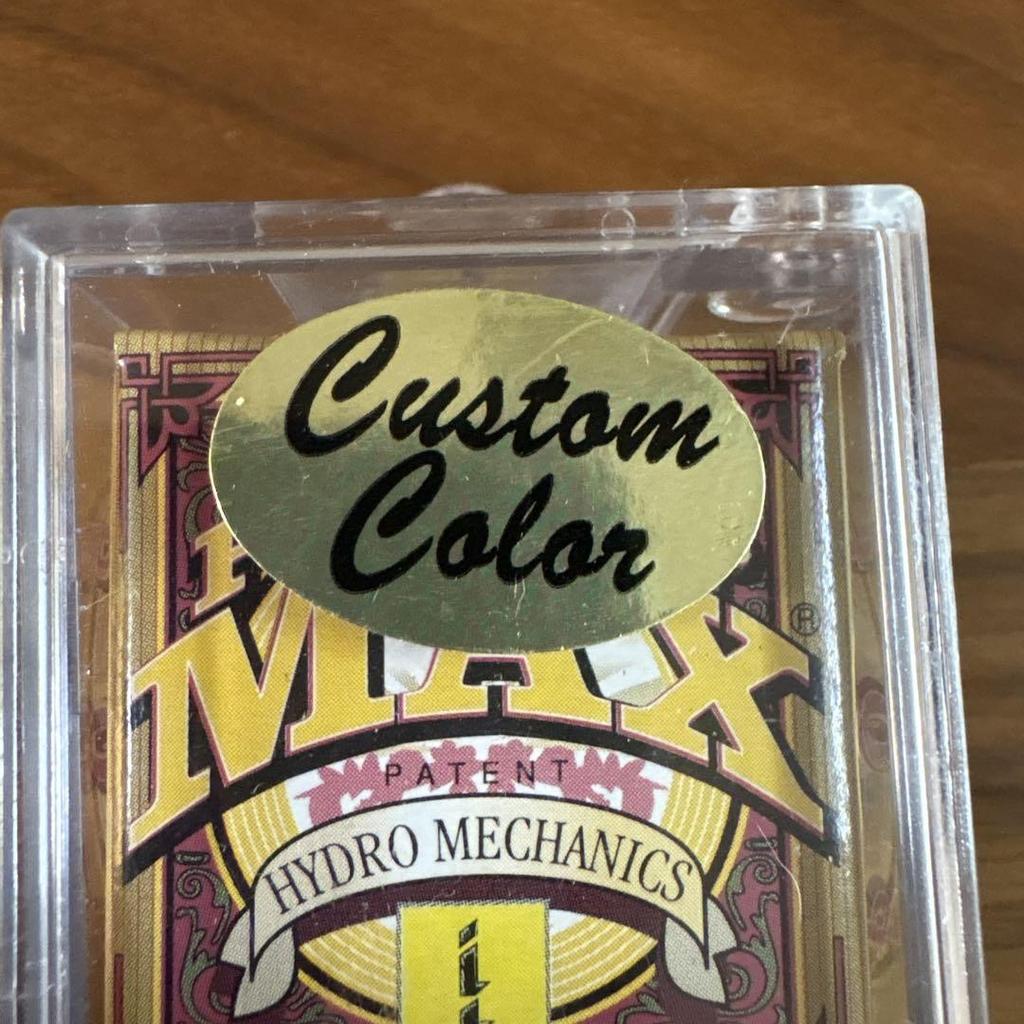 Custom
Color
MAX®
PATENT
HYDRO MECHANICS